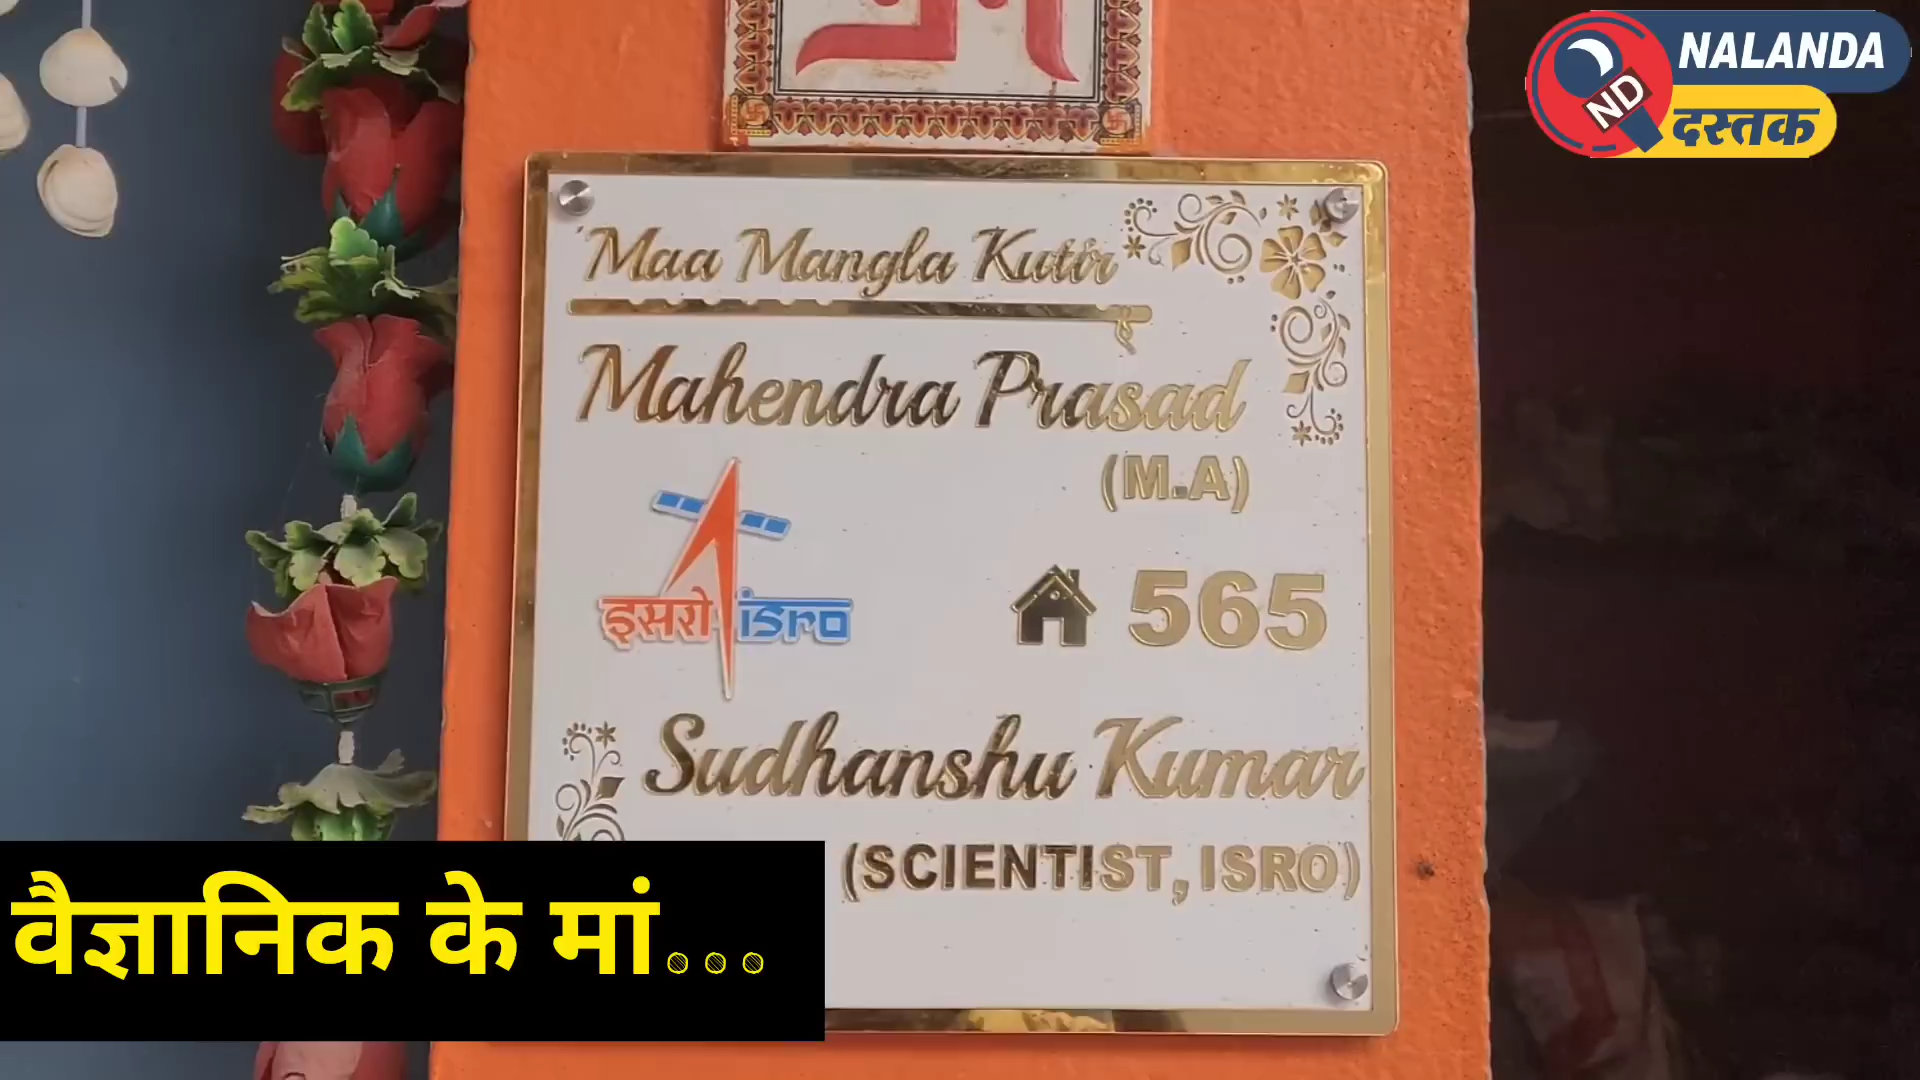 NALANDA
ND
दस्तक
Maa Mangla Kutir
Mahendra Prasad
(M.A)
इसरो isro
565
Sudhanshu Kumar
(SCIENTIST, ISRO)
वैज्ञानिक के मां...